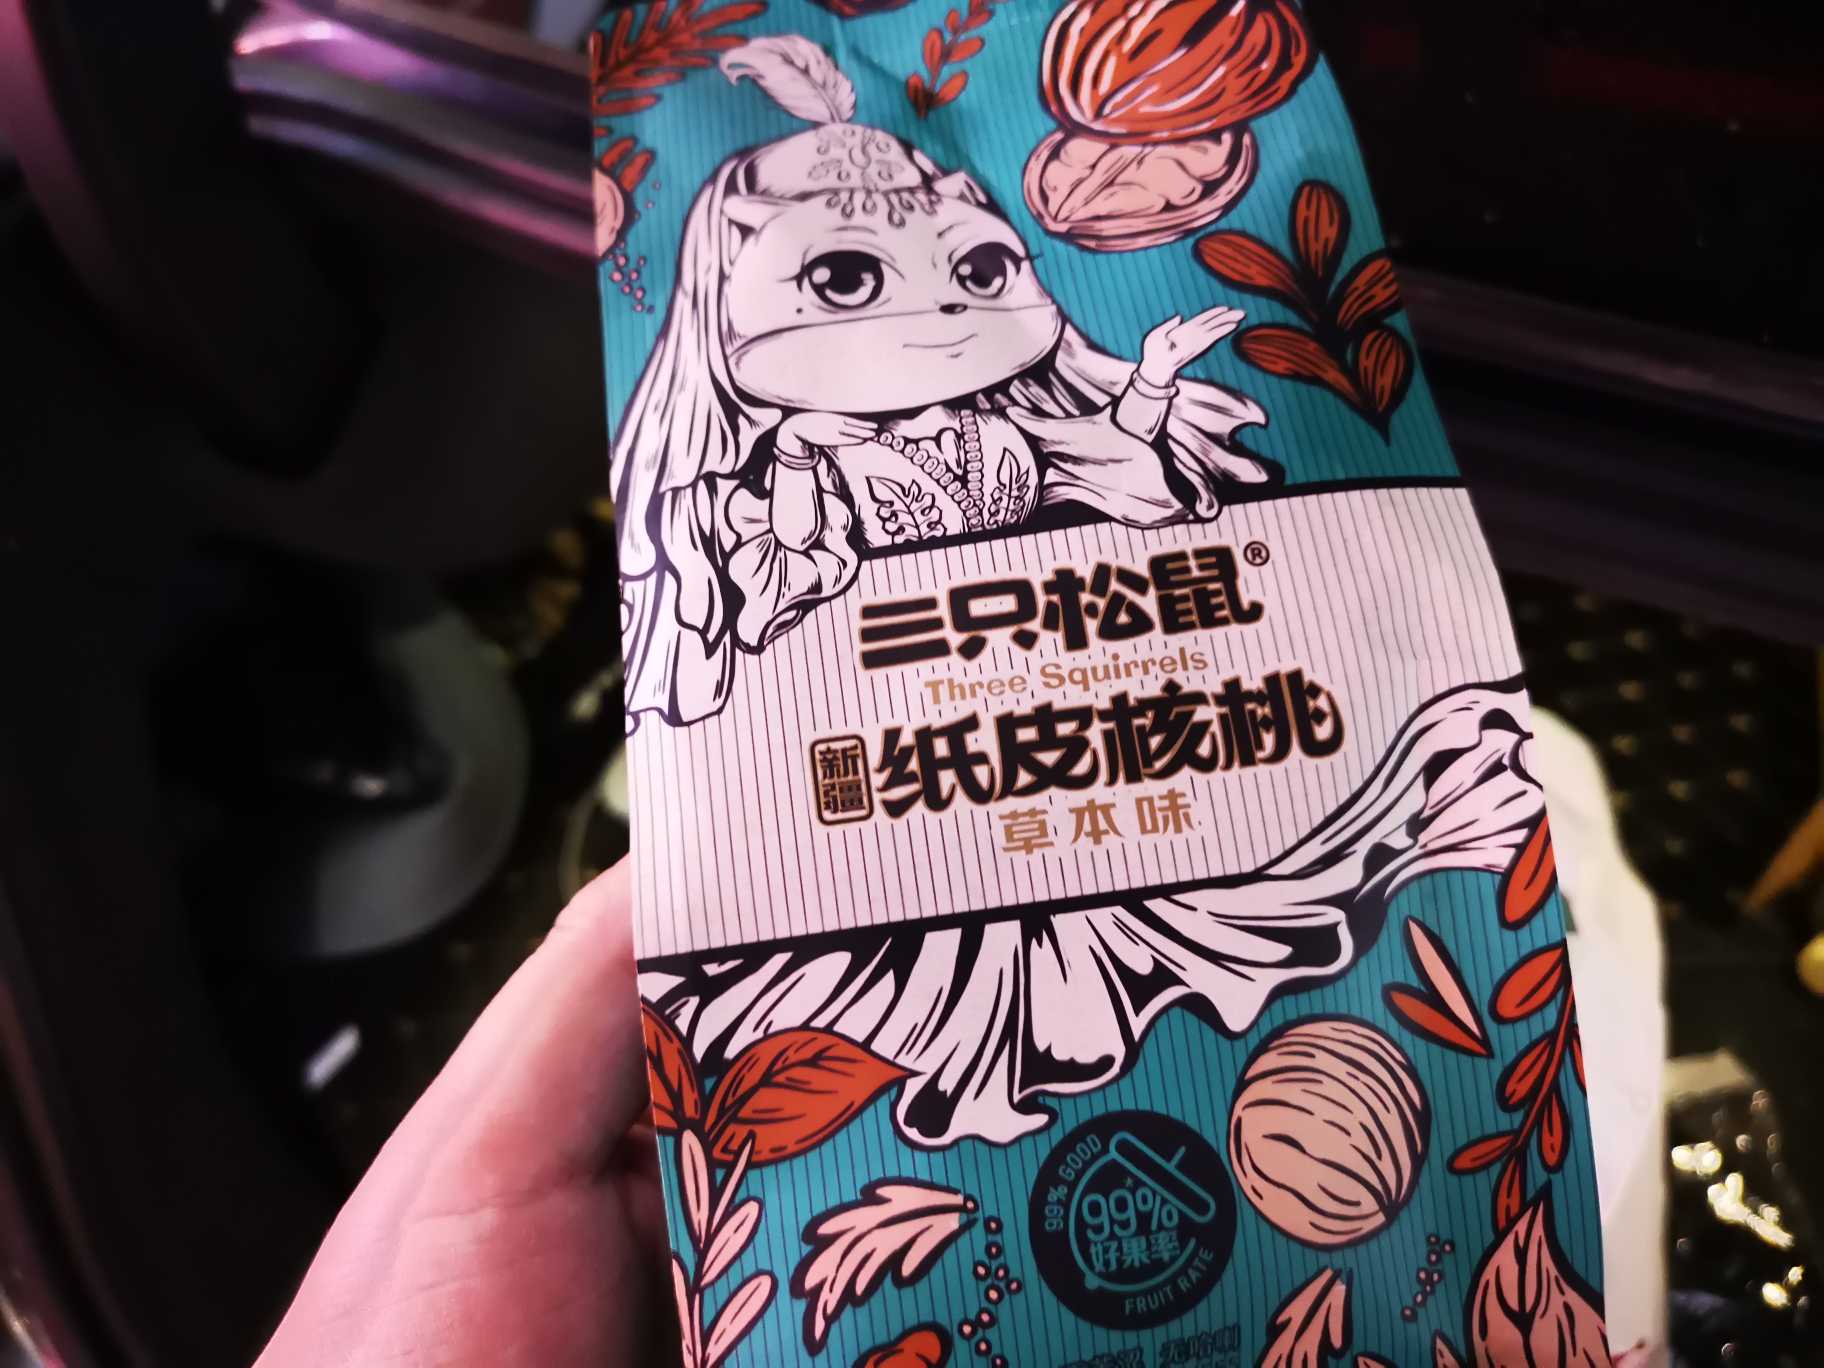 三只松鼠®
Three Squirrels
新疆
纸皮核桃
草本味
99% GOOD
99%
好果率
FRUIT RATE